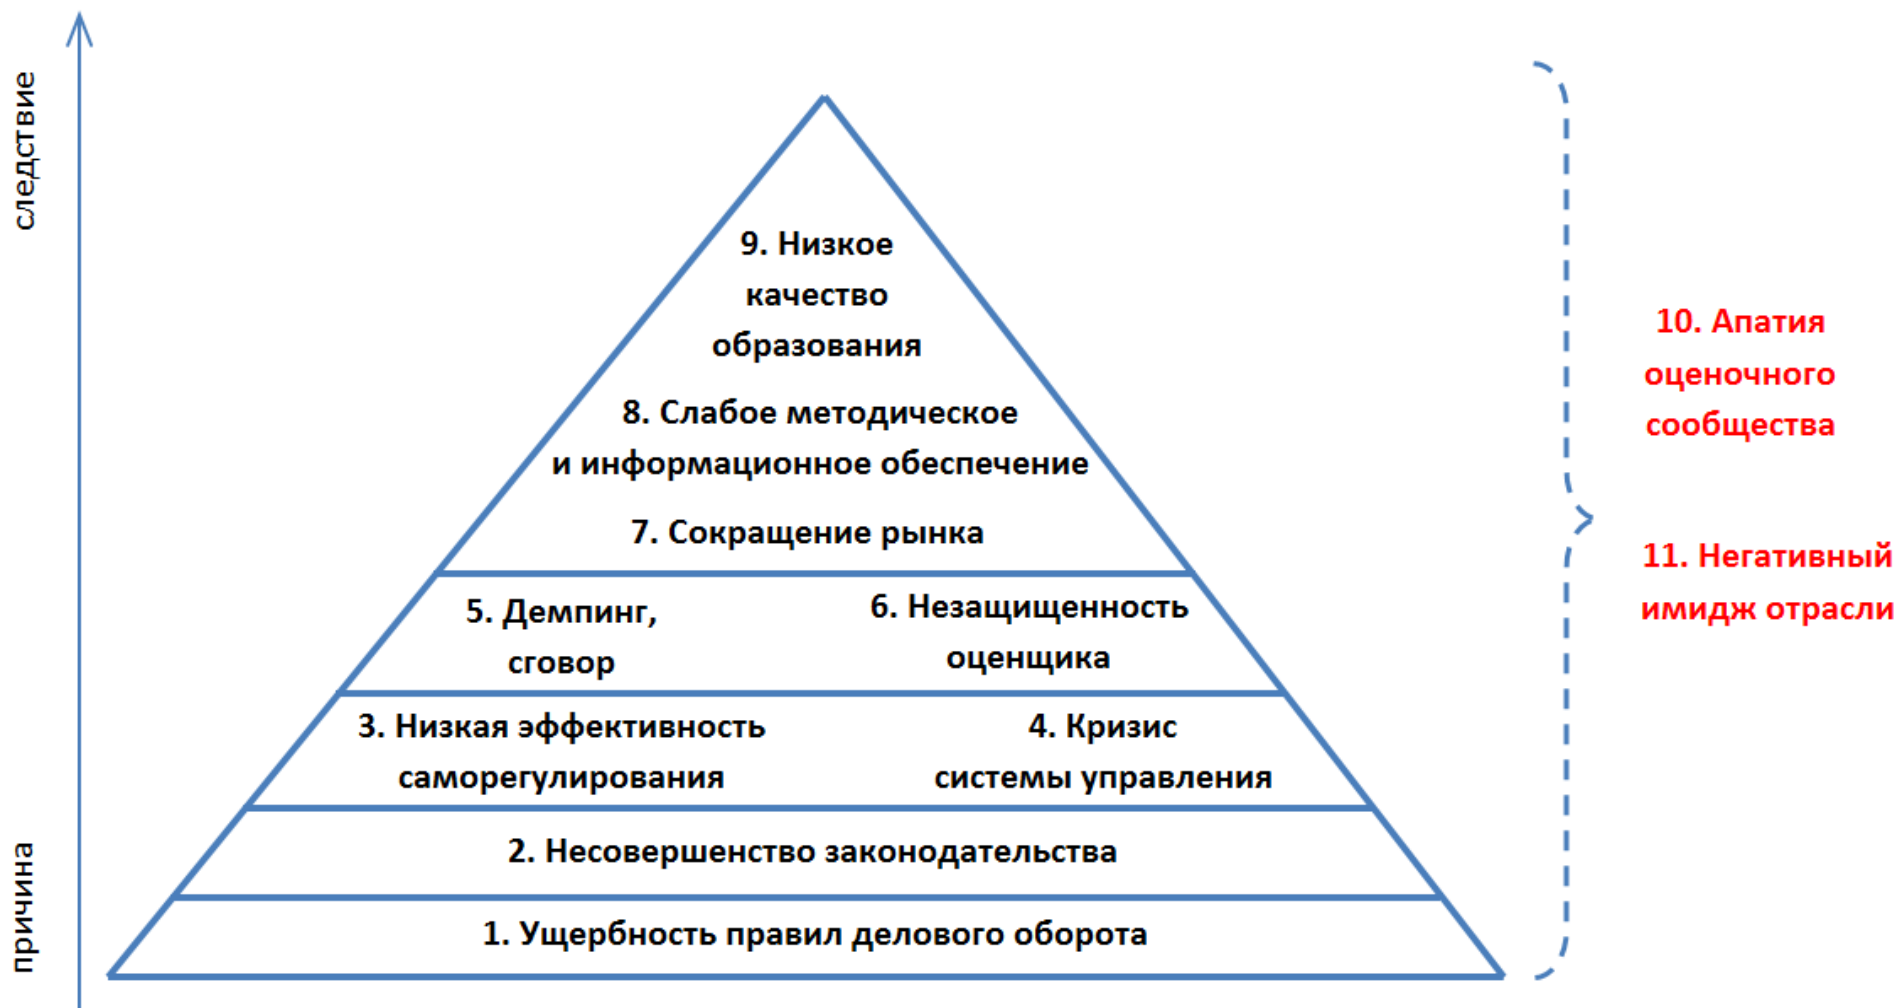 следствие
9. Низкое
качество
образования
8. Слабое методическое
и информационное обеспечение
7. Сокращение рынка
5. Демпинг,
сговор
6. Незащищенность
оценщика
3. Низкая эффективность
саморегулирования
4. Кризис
системы управления
2. Несовершенство законодательства
1. Ущербность правил делового оборота
причина
10. Апатия
оценочного
сообщества
11. Негативный
имидж отрасли